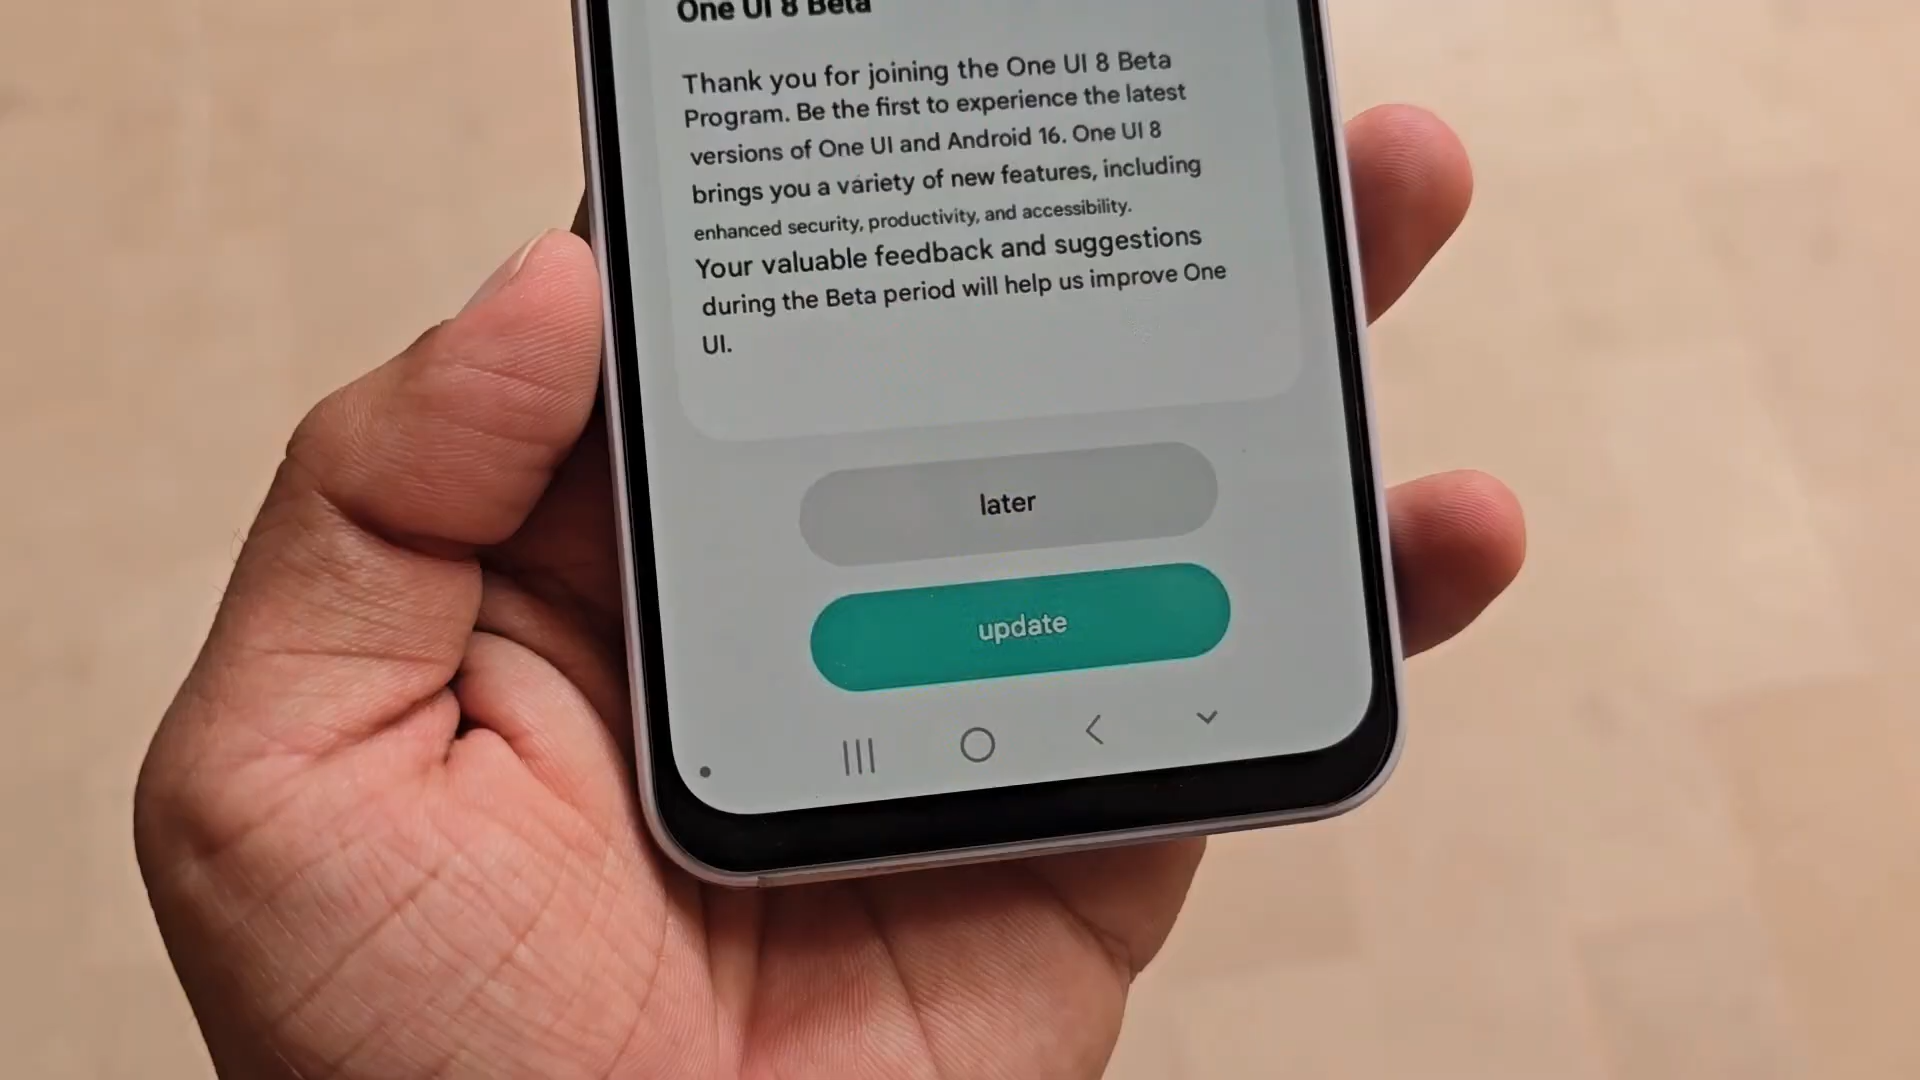 One UI 8 Beta
Thank you for joining the One UI 8 Beta
Program. Be the first to experience the latest
versions of One UI and Android 16. One UI 8
brings you a variety of new features, including
enhanced security, productivity, and accessibility.
Your valuable feedback and suggestions
during the Beta period will help us improve One
UI.
later
update